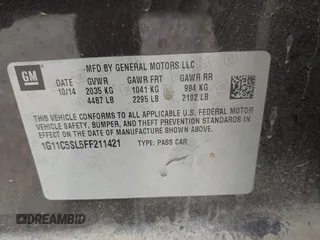 GM
MFD BY GENERAL MOTORS LLC
DATE GVWR GAWR FRT GAWR RR
10/14 2035 KG 1041 KG 994 KG
4487 LB 2295 LB 2192 LB
THIS VEHICLE CONFORMS TO ALL APPLICABLE U.S. FEDERAL MOTOR
VEHICLE SAFETY, BUMPER, AND THEFT PREVENTION STANDARDS
IN EFFECT ON THE DATE OF MANUFACTURE SHOWN ABOVE.
1G11C5SL5FF211421 TYPE: PASS CAR
DREAMBID